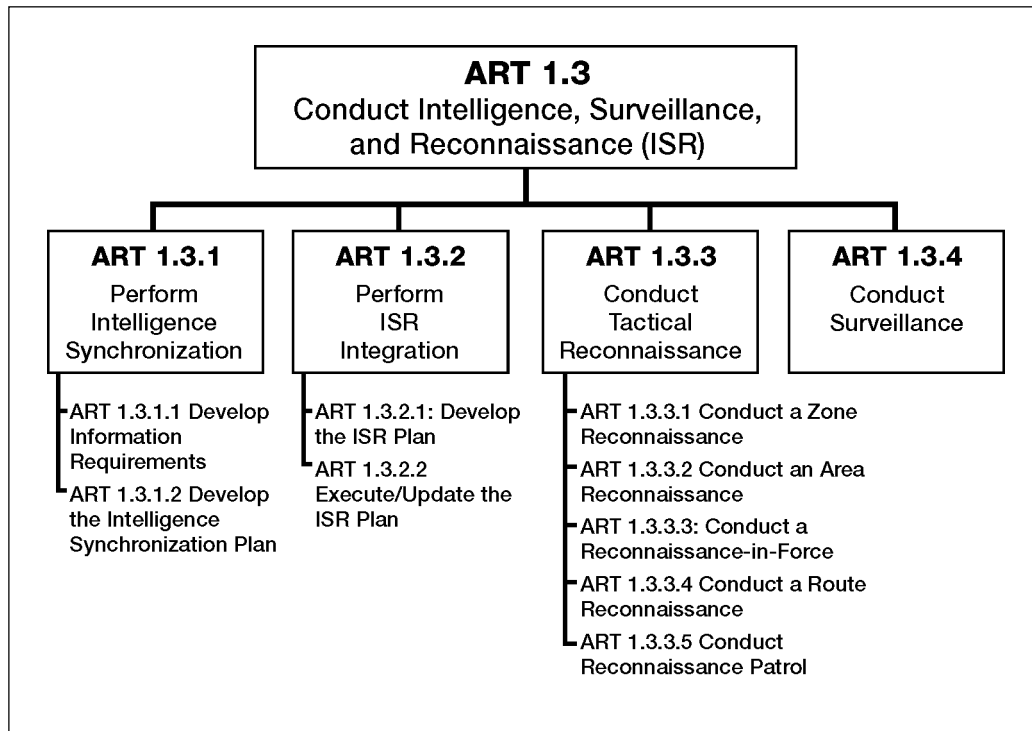 ART 1.3
Conduct Intelligence, Surveillance,
and Reconnaissance (ISR)
ART 1.3.1
Perform
Intelligence
Synchronization
ART 1.3.1.1 Develop
Information
Requirements
ART 1.3.1.2 Develop
the Intelligence
Synchronization Plan
ART 1.3.2
Perform
ISR
Integration
ART 1.3.2.1: Develop
the ISR Plan
ART 1.3.2.2
Execute/Update the
ISR Plan
ART 1.3.3
Conduct
Tactical
Reconnaissance
ART 1.3.3.1 Conduct a Zone
Reconnaissance
ART 1.3.3.2 Conduct an Area
Reconnaissance
ART 1.3.3.3: Conduct a
Reconnaissance-in-Force
ART 1.3.3.4 Conduct a Route
Reconnaissance
ART 1.3.3.5 Conduct
Reconnaissance Patrol
ART 1.3.4
Conduct
Surveillance